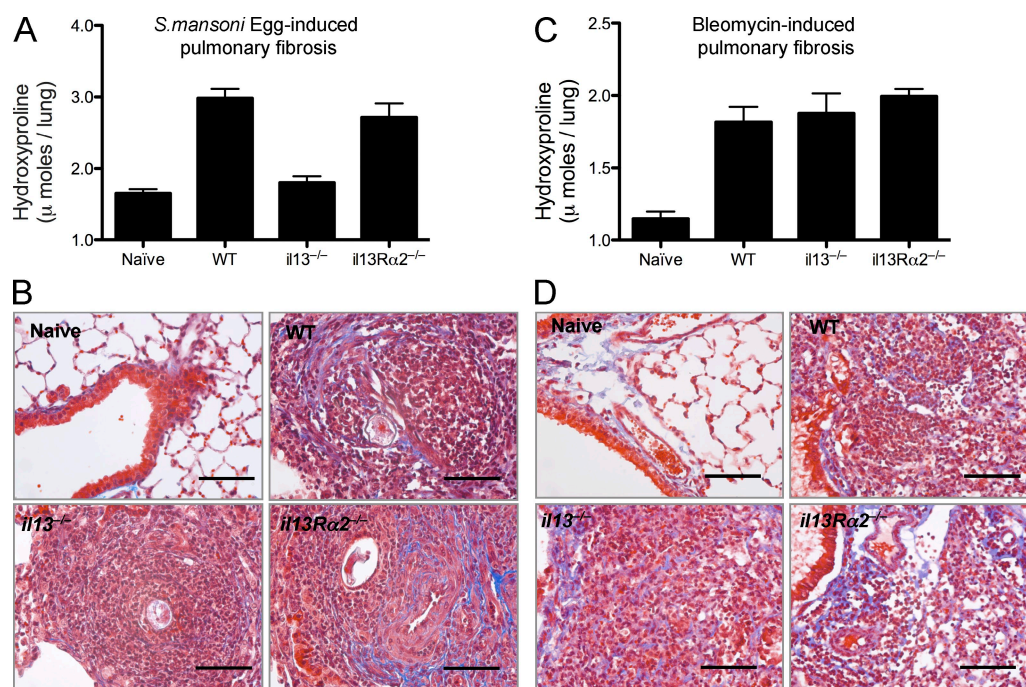 A
S.mansoni Egg-induced
pulmonary fibrosis
Hydroxyproline
(μ moles / lung)
4.0
3.0
2.0
1.0
Naïve
WT
il13–/–
il13Rα2–/–
C
Bleomycin-induced
pulmonary fibrosis
Hydroxyproline
(μ moles / lung)
2.5
2.0
1.5
1.0
Naïve
WT
il13–/–
il13Rα2–/–
B
Naive
WT
il13–/–
il13Rα2–/–
D
Naive
WT
il13–/–
il13Rα2–/–